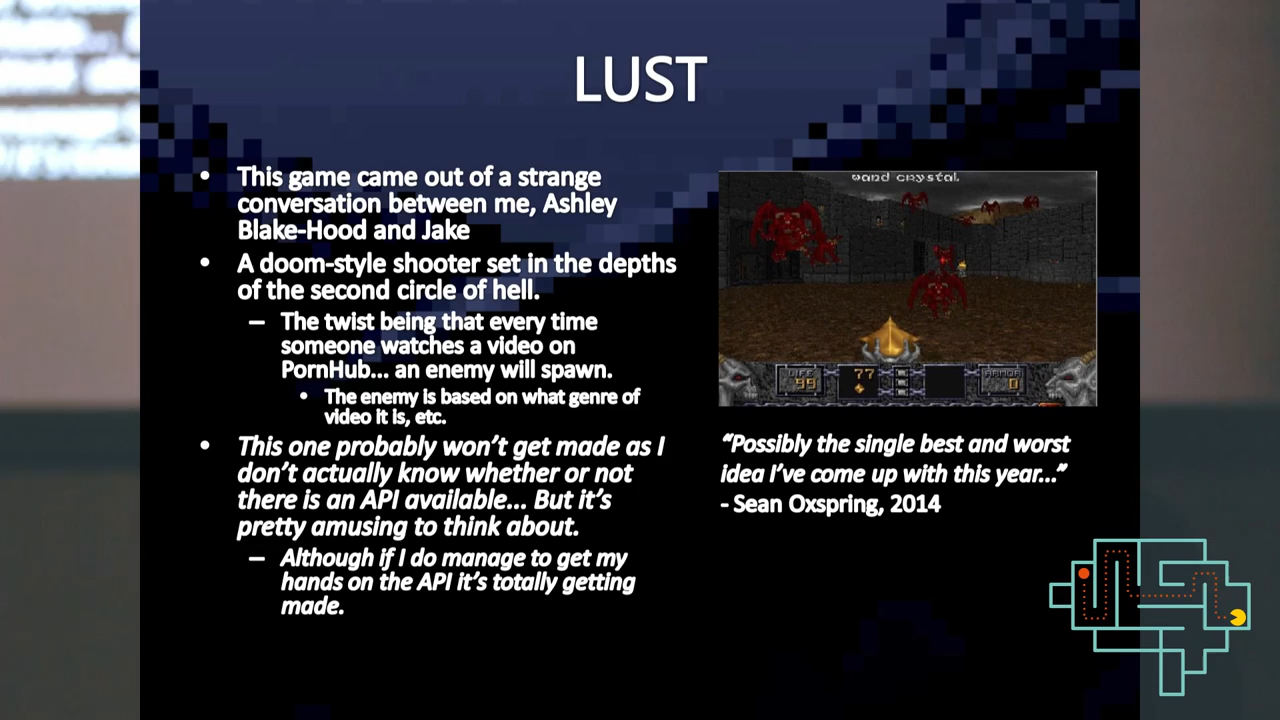 LUST
• This game came out of a strange
conversation between me, Ashley
Blake-Hood and Jake
• A doom-style shooter set in the depths
of the second circle of hell.
– The twist being that every time
someone watches a video on
PornHub... an enemy will spawn.
• The enemy is based on what genre of
video it is, etc.
• This one probably won't get made as I
don't actually know whether or not
there is an API available... But it's
pretty amusing to think about.
– Although if I do manage to get my
hands on the API it's totally getting
made.
wand crystal.
LIFE
99
77
ARMOR
0
"Possibly the single best and worst
idea I've come up with this year..."
- Sean Oxspring, 2014